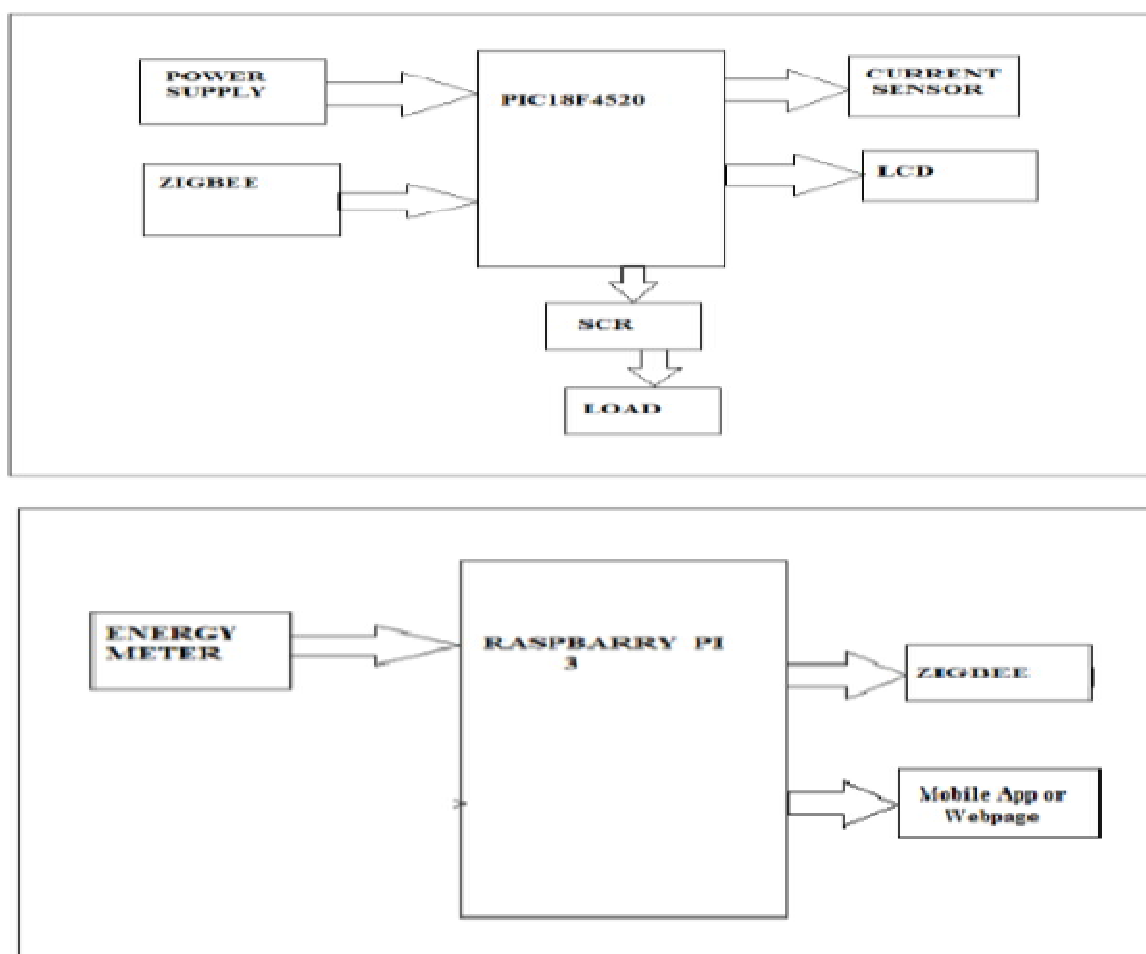 POWER
SUPPLY
PIC18F4520
CURRENT
SENSOR
ZIGBEE
LCD
SCR
LOAD
ENERGY
METER
RASPBARRY PI
3
ZIGBEE
Mobile App or
Webpage